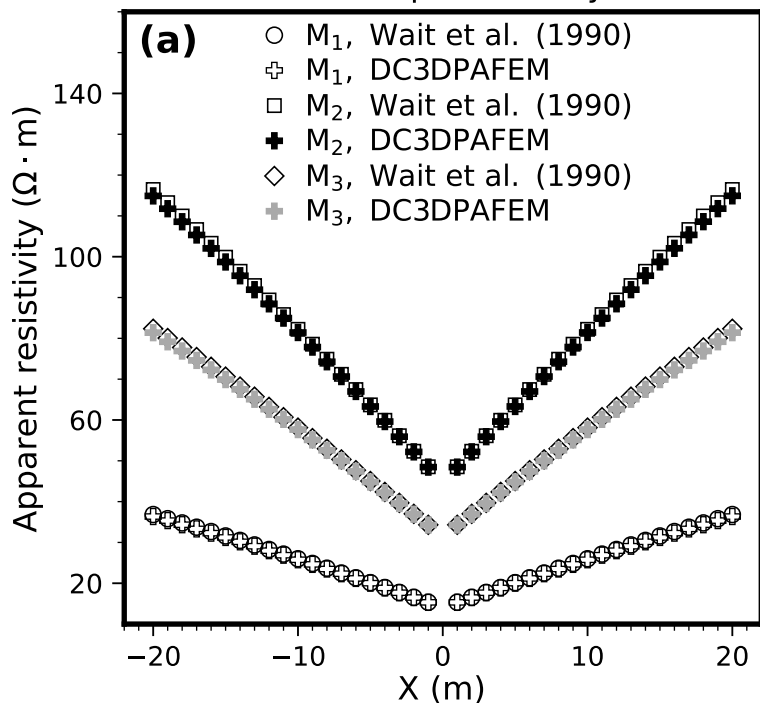 (a)
M₁, Wait et al. (1990)
M₁, DC3DPAFEM
M₂, Wait et al. (1990)
M₂, DC3DPAFEM
M₃, Wait et al. (1990)
M₃, DC3DPAFEM
Apparent resistivity (Ω · m)
140
100
60
20
−20 −10 0 10 20
X (m)